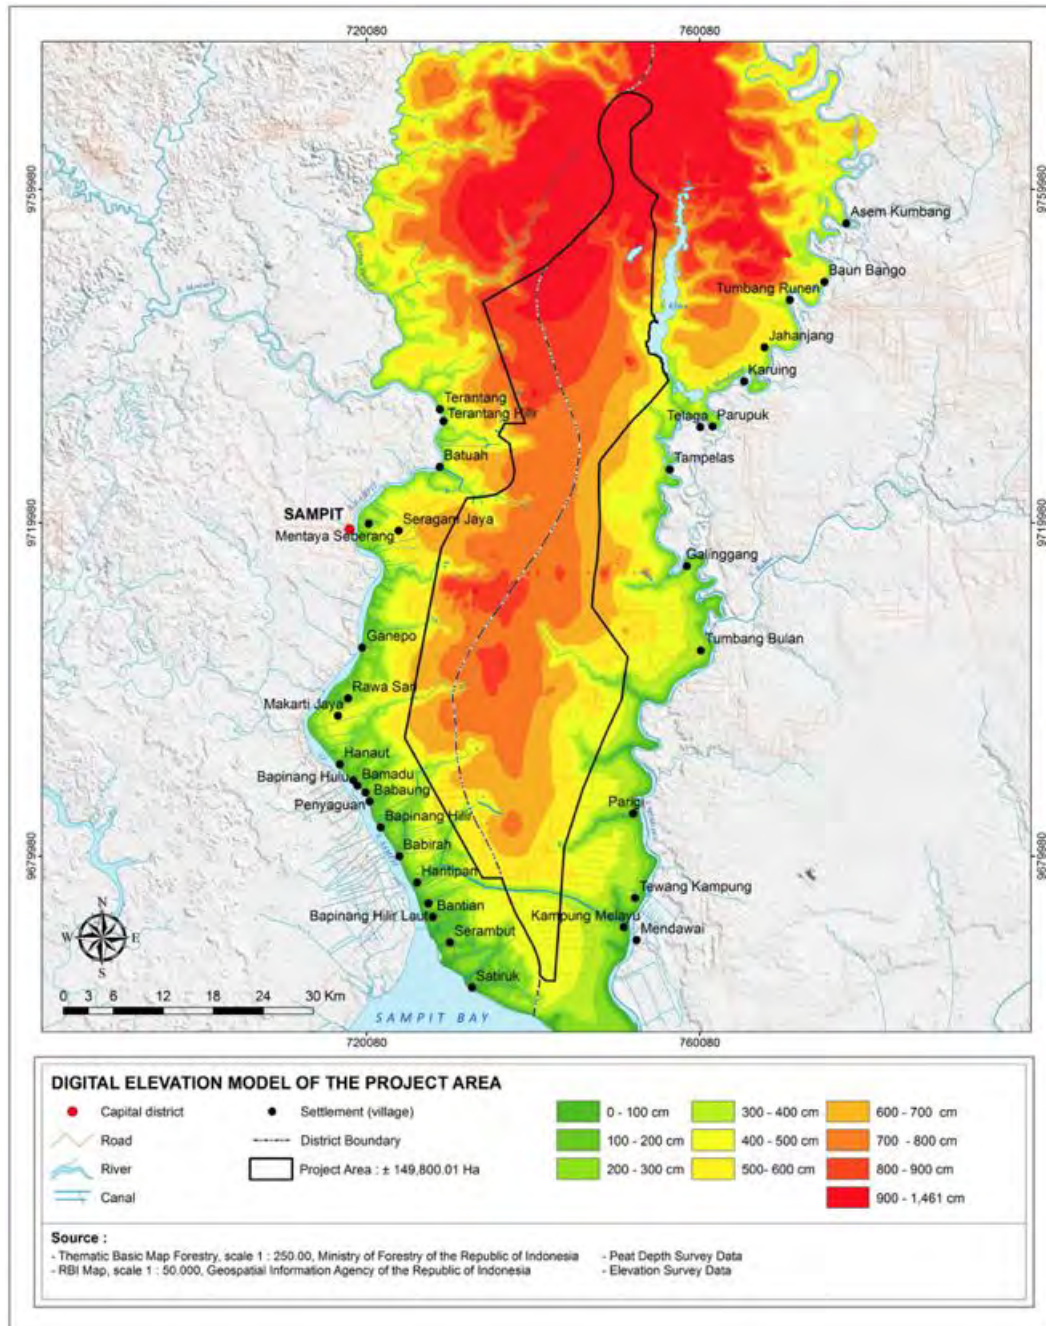 720080
760080
9759980
9759980
Asem Kumbang
Baun Bango
Tumbang Runen
Jahanjang
Karuing
Terantang
Terantang Hilir
Telaga
Parupuk
Batuah
Tampelas
SAMPIT
Seragam Jaya
Mentaya Seberang
9719980
9719980
Galinggang
Ganepo
Tumbang Bulan
Rawa Sari
Makarti Jaya
Hanaut
Bapinang Hulu
Bamadu
Babaung
Penyaguan
Parigi
Bapinang Hilir
Babirah
9679980
9679980
Hantipan
Tewang Kampung
Bantian
Bapinang Hilir Laut
Kampung Melayu
Mendawai
Serambut
Satiruk
N
W
E
S
0 3 6 12 18 24 30 Km
SAMPIT BAY
720080
760080
DIGITAL ELEVATION MODEL OF THE PROJECT AREA
Capital district
Road
River
Canal
Settlement (village)
District Boundary
Project Area : ± 149,800.01 Ha
0 - 100 cm
100 - 200 cm
200 - 300 cm
300 - 400 cm
400 - 500 cm
500- 600 cm
600 - 700 cm
700 - 800 cm
800 - 900 cm
900 - 1,461 cm
Source :
- Thematic Basic Map Forestry, scale 1 : 250.00, Ministry of Forestry of the Republic of Indonesia
- RBI Map, scale 1 : 50.000, Geospatial Information Agency of the Republic of Indonesia
- Peat Depth Survey Data
- Elevation Survey Data